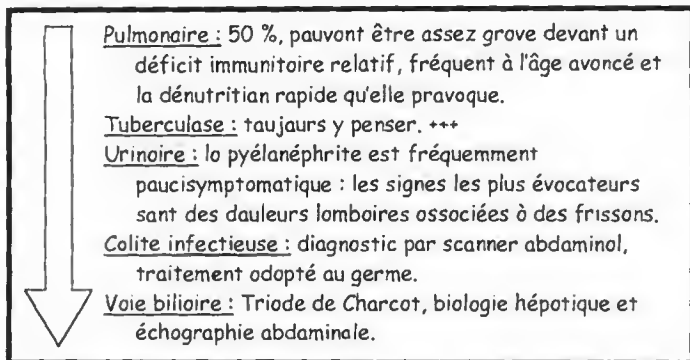 Pulmonaire : 50 %, pauvont être assez grove devant un
déficit immunitoire relatif, fréquent à l'âge avoncé et
la dénutritian rapide qu'elle pravoque.
Tuberculase : taujaurs y penser. +++
Urinoire : lo pyélanéphrite est fréquemment
paucisymptomatique : les signes les plus évocateurs
sant des dauleurs lomboires ossociées ò des frissons.
Colite infectieuse : diagnostic par scanner abdominol,
traitement odopté au germe.
Voie bilioire : Triode de Charcot, biologie hépotique et
échographie abdaminale.